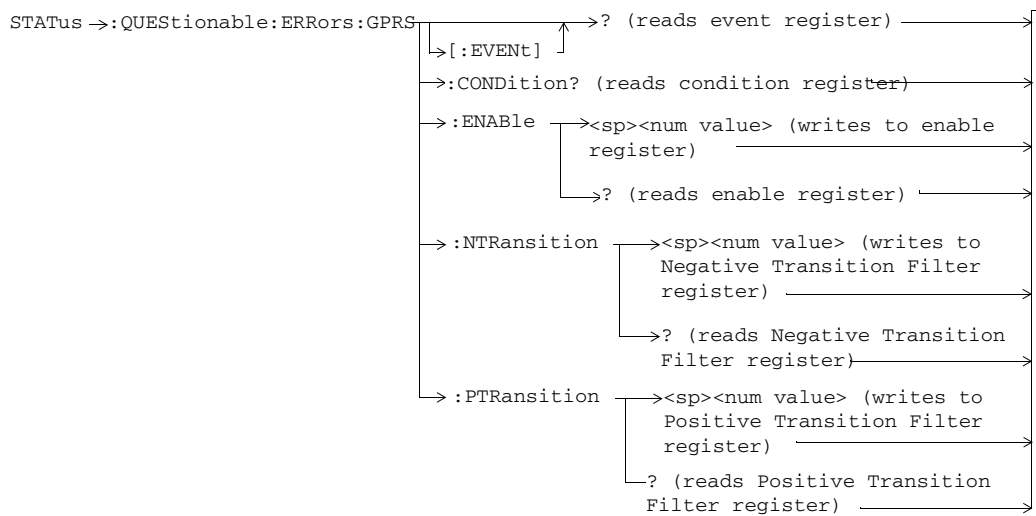 STATus :QUEStionable:ERRors:GPRS ? (reads event register)
[:EVENt]
:CONDition? (reads condition register)
:ENABle <sp><num value> (writes to enable
register)
? (reads enable register)
:NTRansition <sp><num value> (writes to
Negative Transition Filter
register)
? (reads Negative Transition
Filter register)
:PTRansition <sp><num value> (writes to
Positive Transition Filter
register)
? (reads Positive Transition
Filter register)